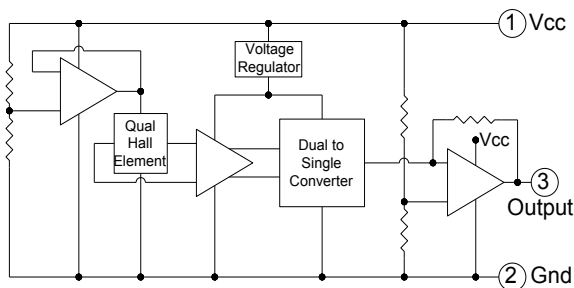 1 Vcc
Voltage
Regulator
Qual
Hall
Element
Dual to
Single
Converter
Vcc
3
Output
2 Gnd